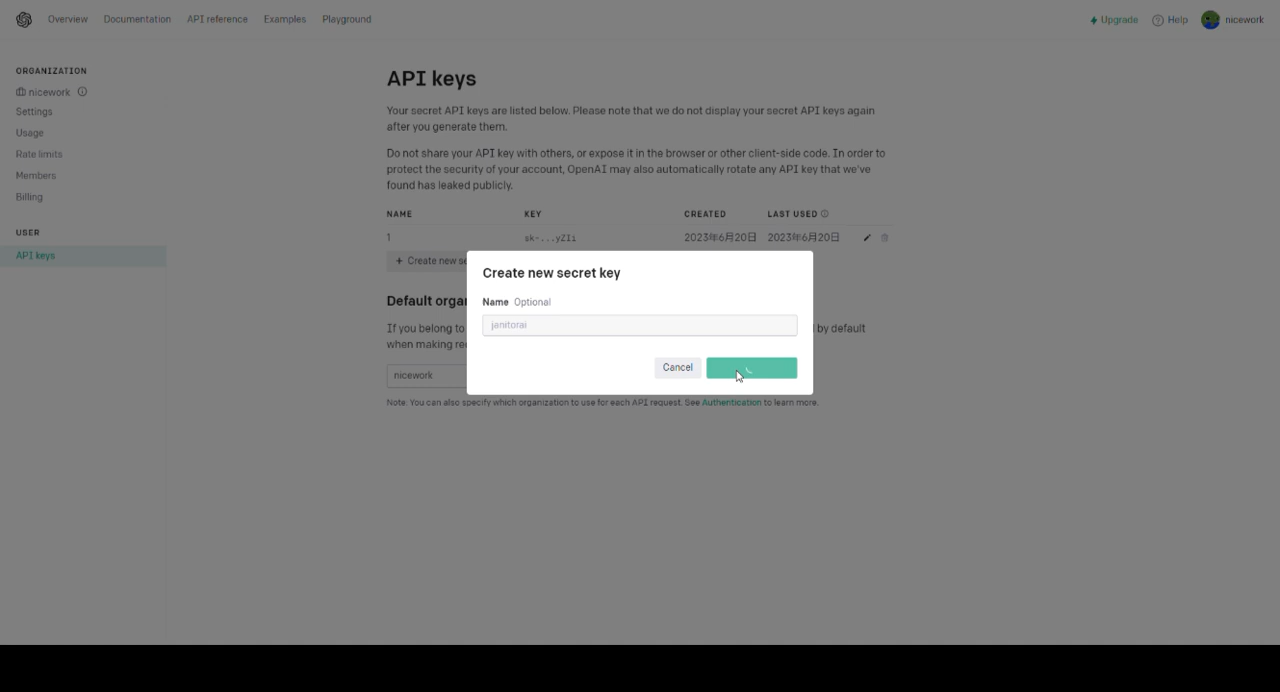 Overview Documentation API reference Examples Playground Upgrade Help nicework
ORGANIZATION
nicework
Settings
Usage
Rate limits
Members
Billing
USER
API keys
API keys
Your secret API keys are listed below. Please note that we do not display your secret API keys again
after you generate them.
Do not share your API key with others, or expose it in the browser or other client-side code. In order to
protect the security of your account, OpenAI may also automatically rotate any API key that we've
found has leaked publicly.
NAME KEY CREATED LAST USED
1 sk-...yZIi 2023年6月20日 2023年6月20日
+ Create new se
Default orga
If you belong to
by default
when making re
nicework
Note: You can also specify which organization to use for each API request. See Authentication to learn more.
Create new secret key
Name Optional
janitorai
Cancel